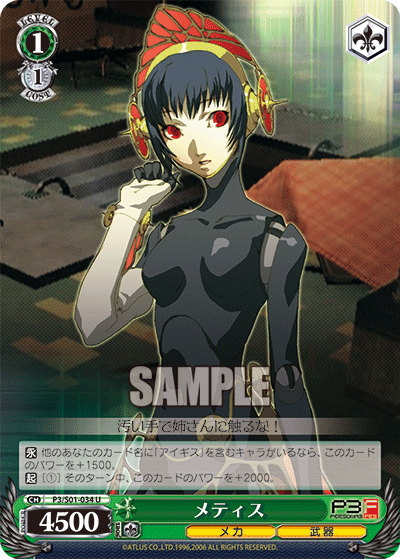 LEVEL
1
1
COST
SAMPLE
汚い手で姉さんに触るな!
永 他のあなたのカード名に「アイギス」を含むキャラがいるなら、このカード
のパワーを+1500。
起 [①] そのターン中、このカードのパワーを+2000。
CH P3/S01-034 U
POWER 4500
メティス
P3F
PERSONA3 FES
メカ
武器
©ATLUS CO.,LTD.1996,2006 ALL RIGHTS RESERVED.